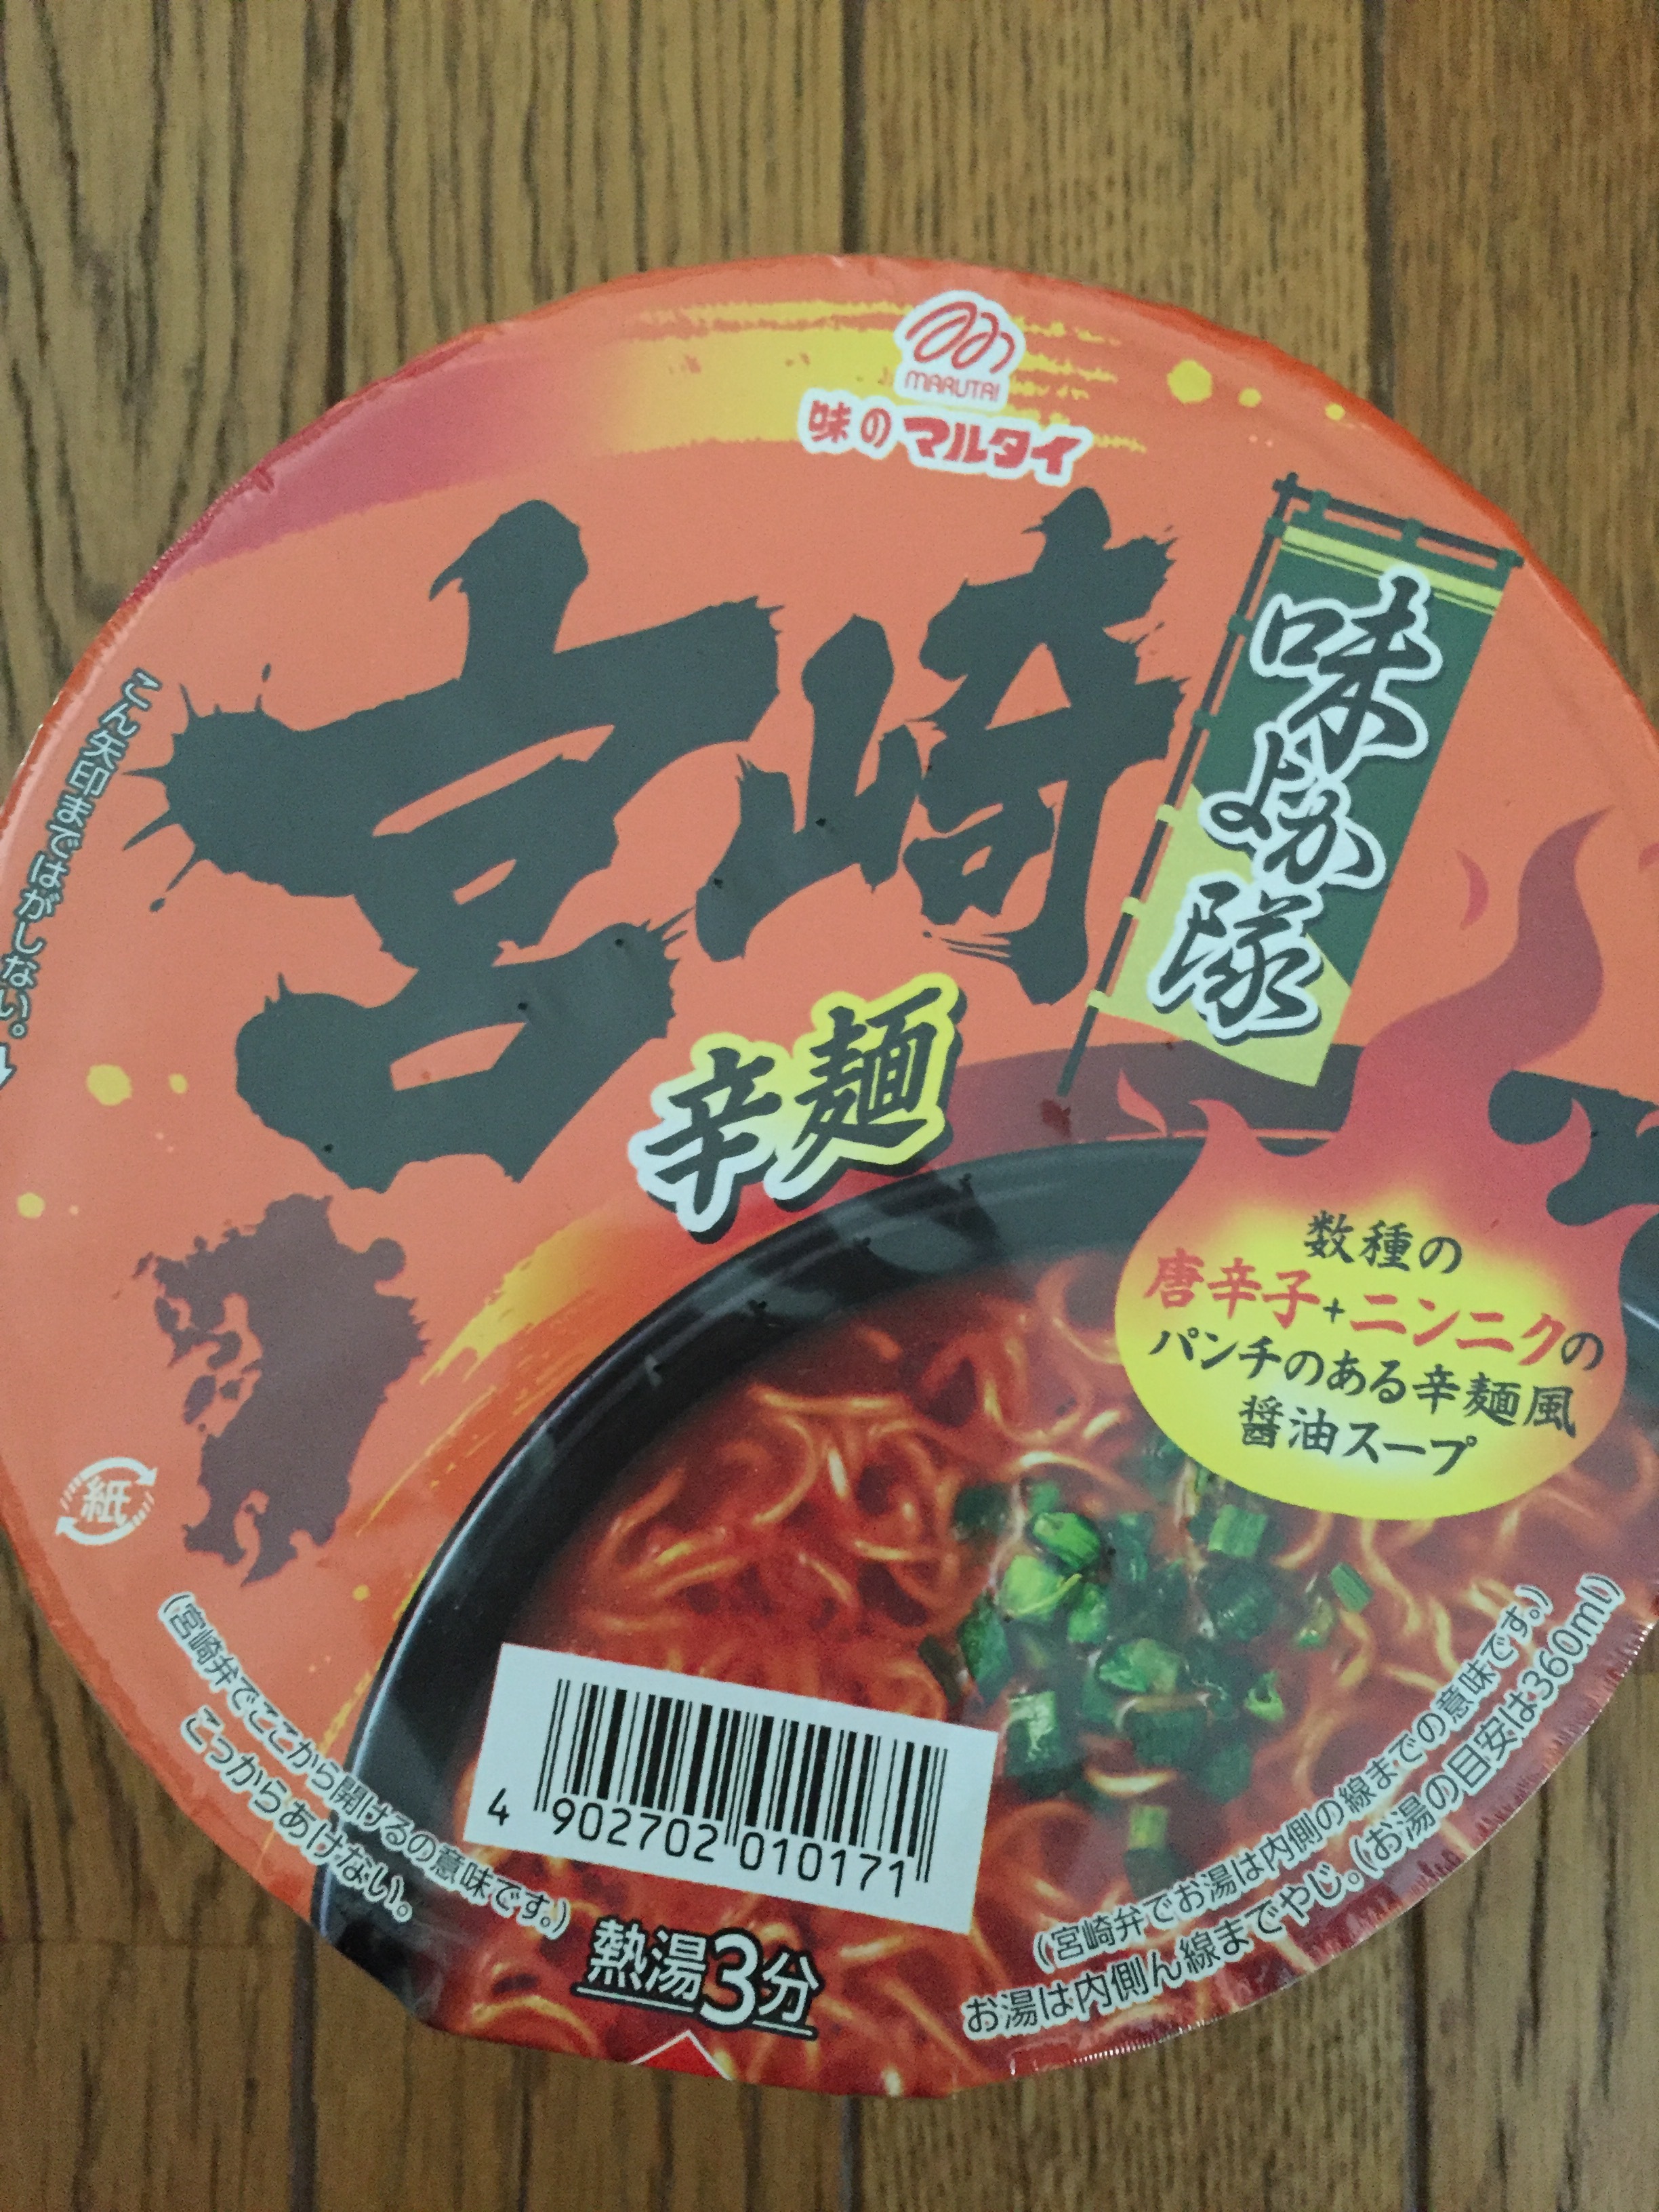 MARUTAI
味のマルタイ
宮崎
辛麺
味よか隊
数種の
唐辛子+ニンニクの
パンチのある辛麺風
醤油スープ
こん矢印まではがしない。
紙
(宮崎弁でここから開けるの意味です。)
こっからあけない。
4 902702 010171
熱湯3分
(宮崎弁でお湯は内側の線までの意味です。)
お湯は内側ん線までやじ。(お湯の目安は360ml)